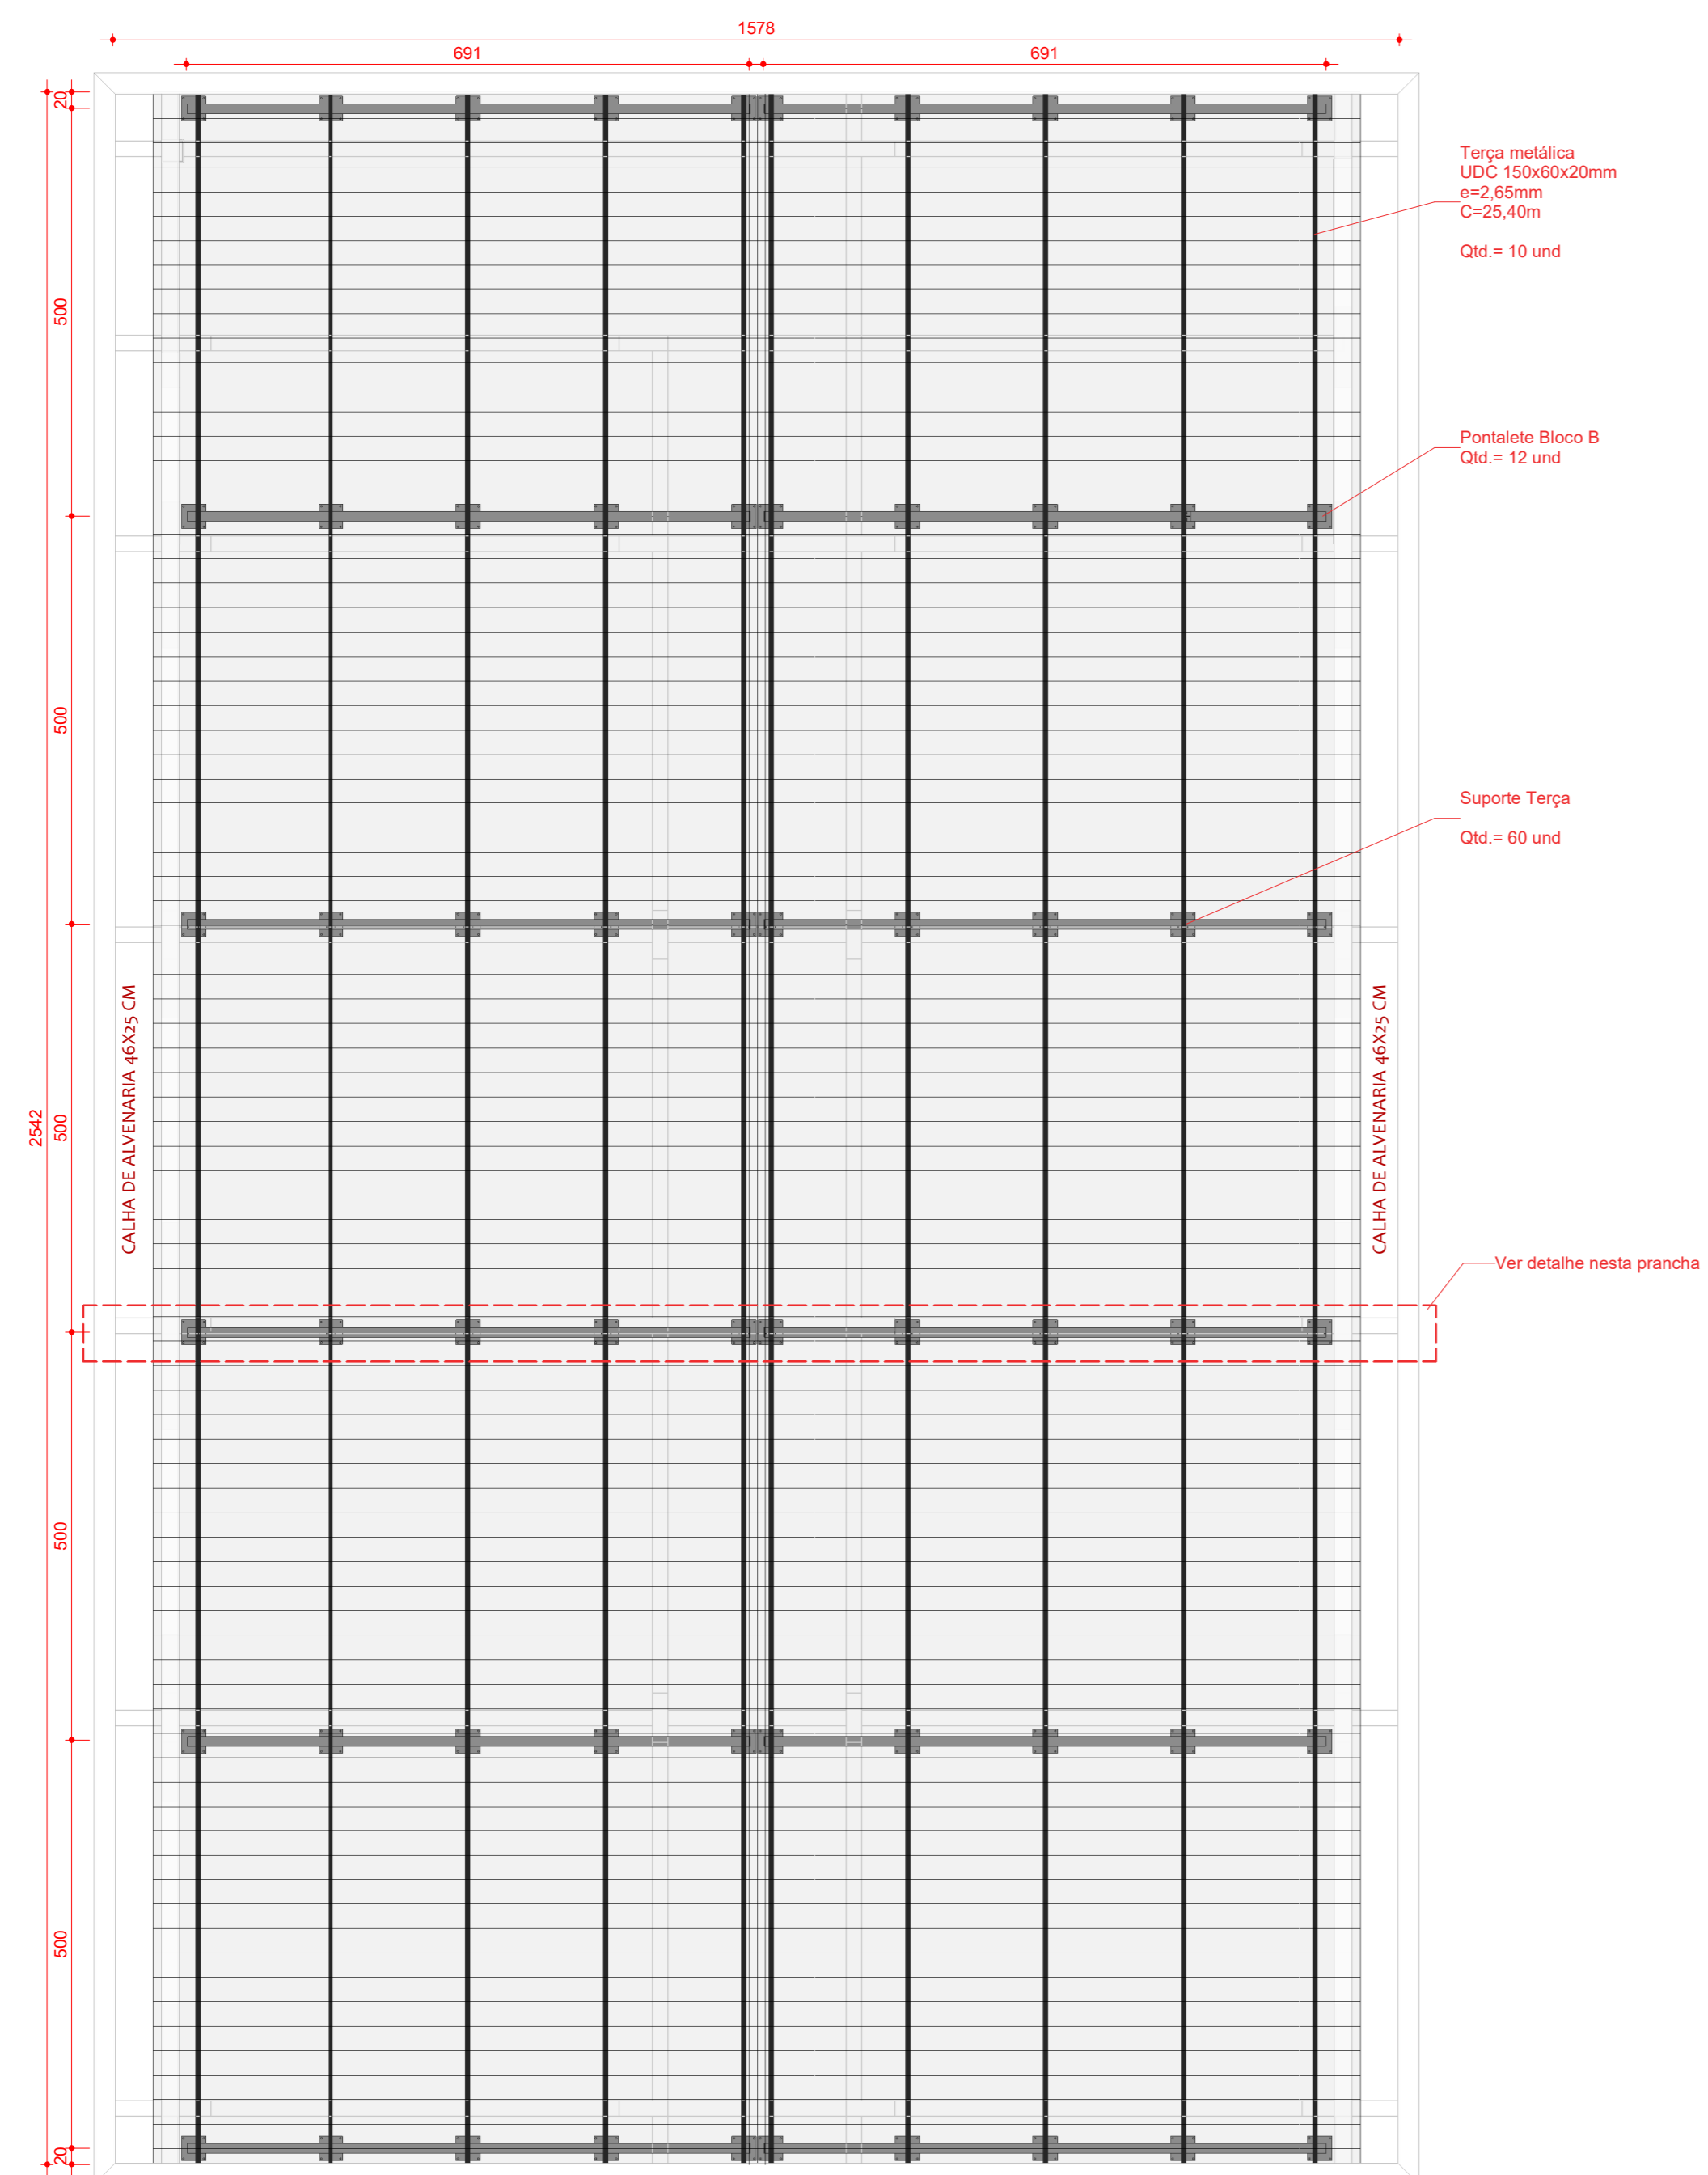 1578
691
691
20
500
500
500
500
500
20
2542
Terça metálica
UDC 150x60x20mm
e=2,65mm
C=25,40m
Qtd.= 10 und
Pontalete Bloco B
Qtd.= 12 und
Suporte Terça
Qtd.= 60 und
CALHA DE ALVENARIA 46X25 CM
CALHA DE ALVENARIA 46X25 CM
Ver detalhe nesta prancha